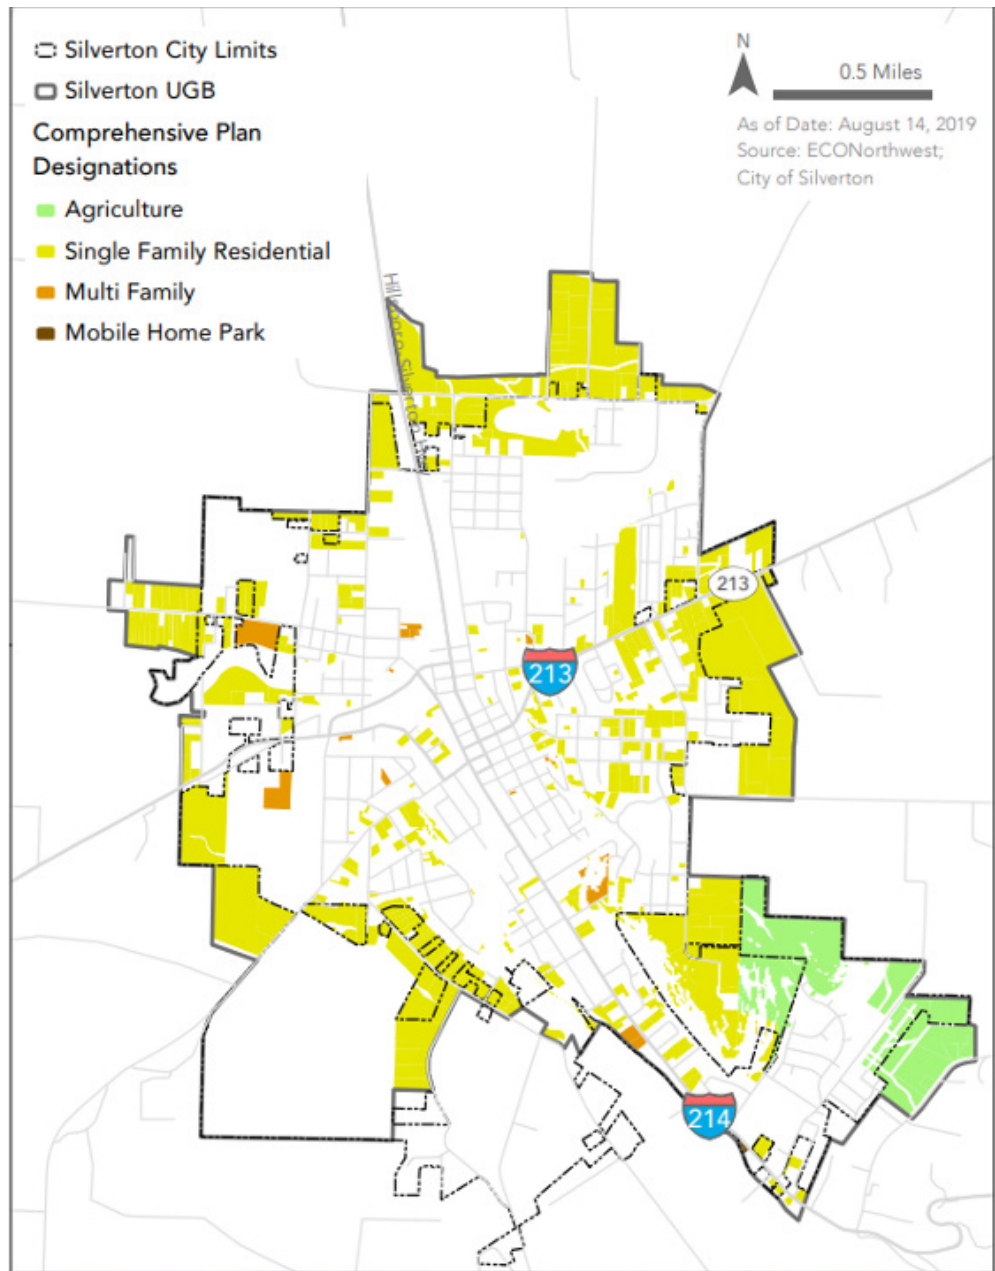 Silverton City Limits
Silverton UGB
Comprehensive Plan
Designations
Agriculture
Single Family Residential
Multi Family
Mobile Home Park
N
0.5 Miles
As of Date: August 14, 2019
Source: ECONorthwest;
City of Silverton
213
213
214